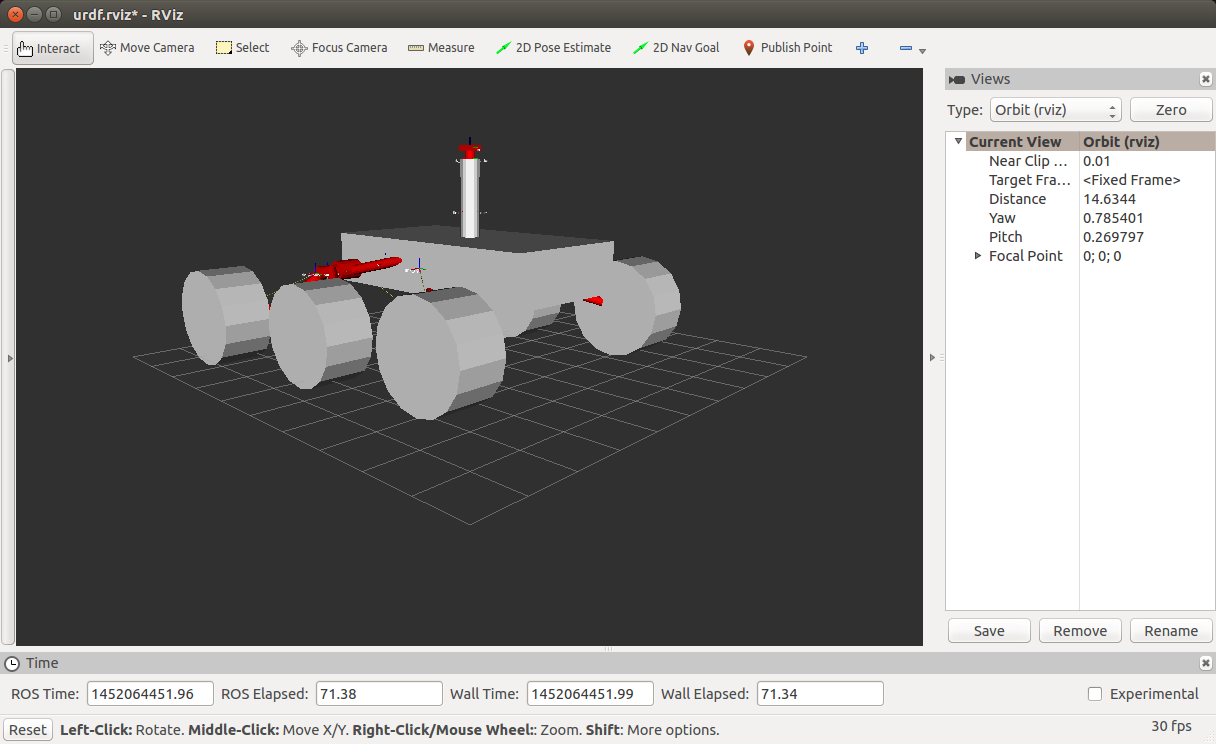 urdf.rviz* - RViz
Interact Move Camera Select Focus Camera Measure 2D Pose Estimate 2D Nav Goal Publish Point
Views
Type: Orbit (rviz) Zero
Current View Orbit (rviz)
Near Clip ... 0.01
Target Fra... <Fixed Frame>
Distance 14.6344
Yaw 0.785401
Pitch 0.269797
Focal Point 0; 0; 0
Save Remove Rename
Time
ROS Time: 1452064451.96 ROS Elapsed: 71.38 Wall Time: 1452064451.99 Wall Elapsed: 71.34 Experimental
Reset Left-Click: Rotate. Middle-Click: Move X/Y. Right-Click/Mouse Wheel:: Zoom. Shift: More options. 30 fps